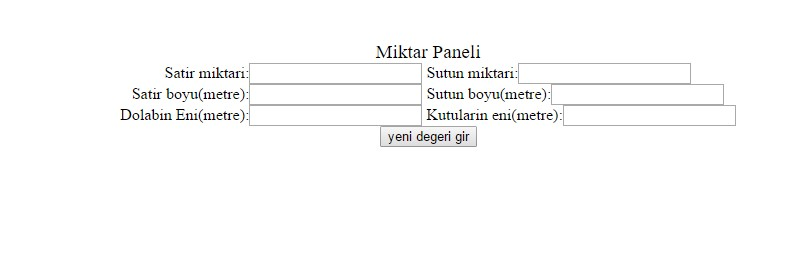 Miktar Paneli
Satir miktari: Sutun miktari:
Satir boyu(metre): Sutun boyu(metre):
Dolabin Eni(metre): Kutularin eni(metre):
yeni degeri gir